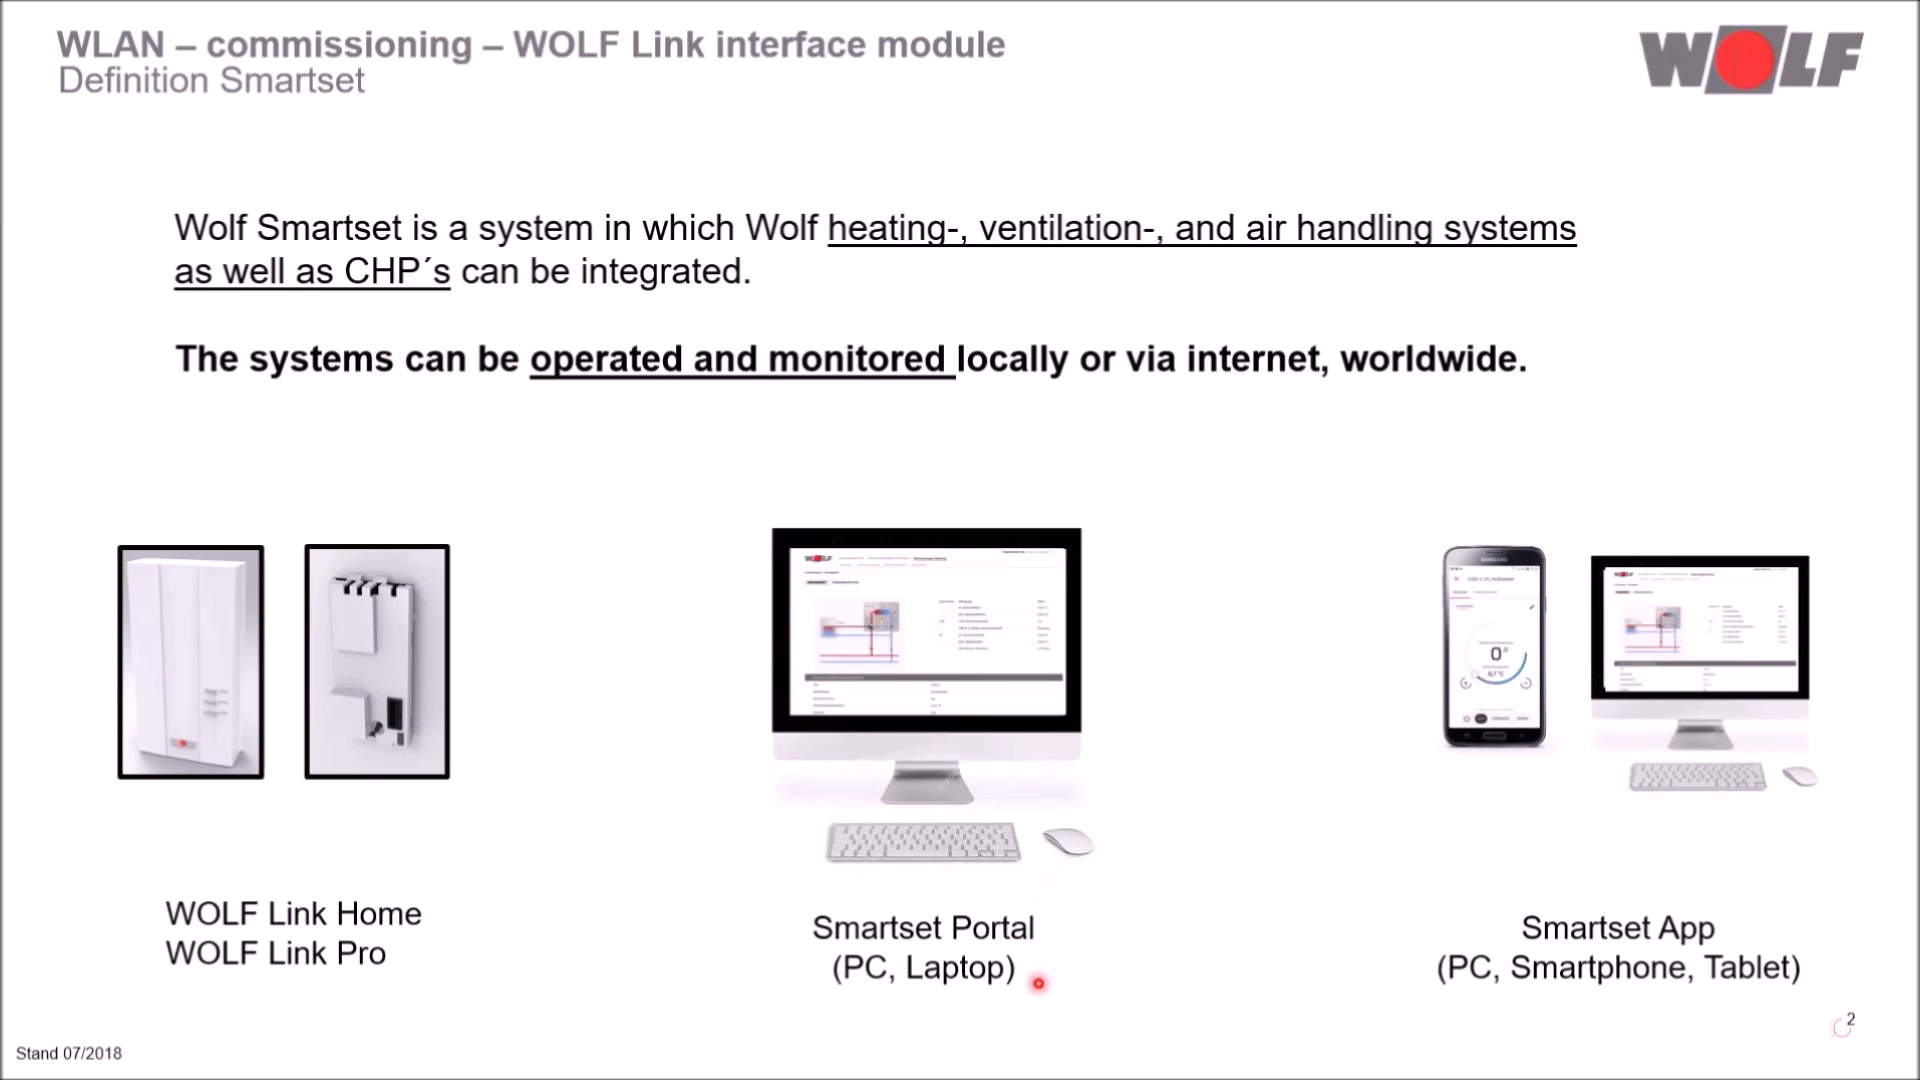 WLAN – commissioning – WOLF Link interface module
Definition Smartset
WOLF
Wolf Smartset is a system in which Wolf heating-, ventilation-, and air handling systems
as well as CHP´s can be integrated.
The systems can be operated and monitored locally or via internet, worldwide.
WOLF
SAMSUNG
0
WOLF Link Home
WOLF Link Pro
Smartset Portal
(PC, Laptop)
Smartset App
(PC, Smartphone, Tablet)
2
Stand 07/2018